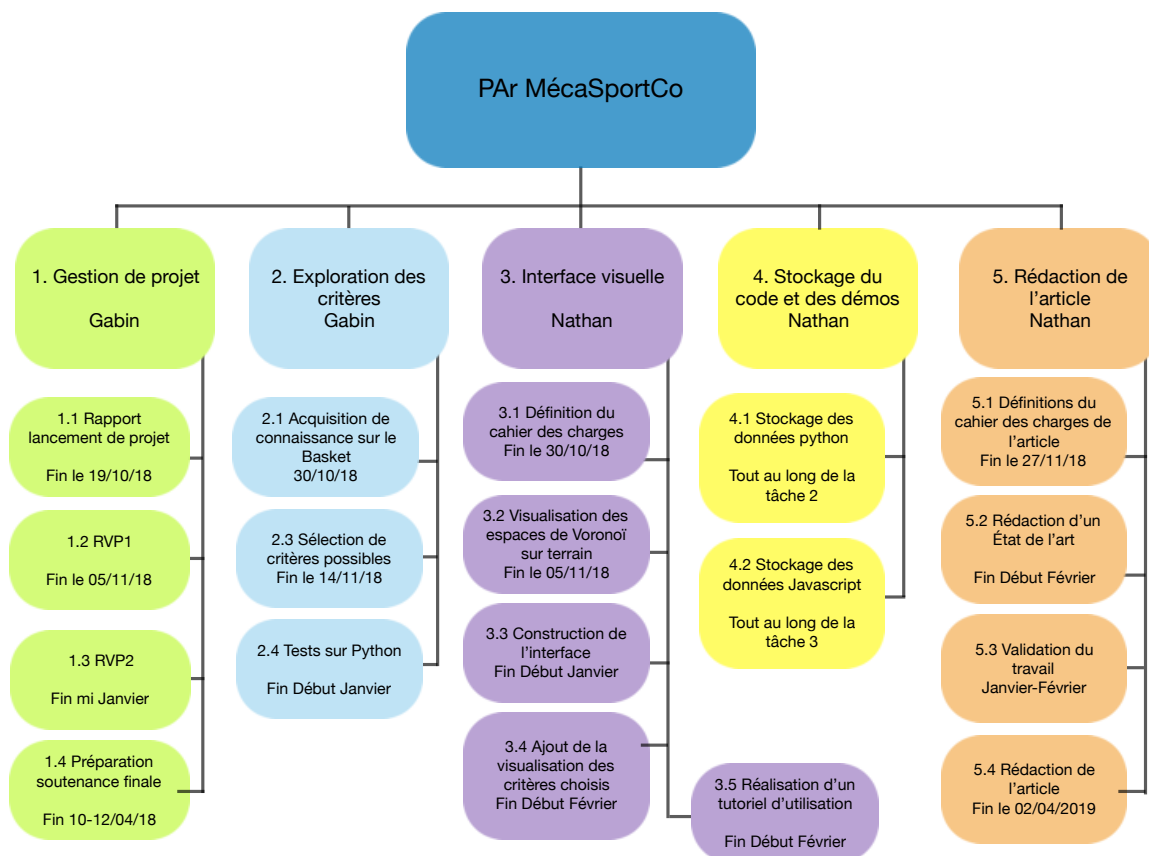 PAr MécaSportCo
1. Gestion de projet
Gabin
1.1 Rapport
lancement de projet
Fin le 19/10/18
1.2 RVP1
Fin le 05/11/18
1.3 RVP2
Fin mi Janvier
1.4 Préparation
soutenance finale
Fin 10-12/04/18
2. Exploration des
critères
Gabin
2.1 Acquisition de
connaissance sur le
Basket
30/10/18
2.3 Sélection de
critères possibles
Fin le 14/11/18
2.4 Tests sur Python
Fin Début Janvier
3. Interface visuelle
Nathan
3.1 Définition du
cahier des charges
Fin le 30/10/18
3.2 Visualisation des
espaces de Voronoï
sur terrain
Fin le 05/11/18
3.3 Construction de
l’interface
Fin Début Janvier
3.4 Ajout de la
visualisation des
critères choisis
Fin Début Février
3.5 Réalisation d’un
tutoriel d’utilisation
Fin Début Février
4. Stockage du
code et des démos
Nathan
4.1 Stockage des
données python
Tout au long de la
tâche 2
4.2 Stockage des
données Javascript
Tout au long de la
tâche 3
5. Rédaction de
l’article
Nathan
5.1 Définitions du
cahier des charges de
l’article
Fin le 27/11/18
5.2 Rédaction d’un
État de l’art
Fin Début Février
5.3 Validation du
travail
Janvier-Février
5.4 Rédaction de
l’article
Fin le 02/04/2019